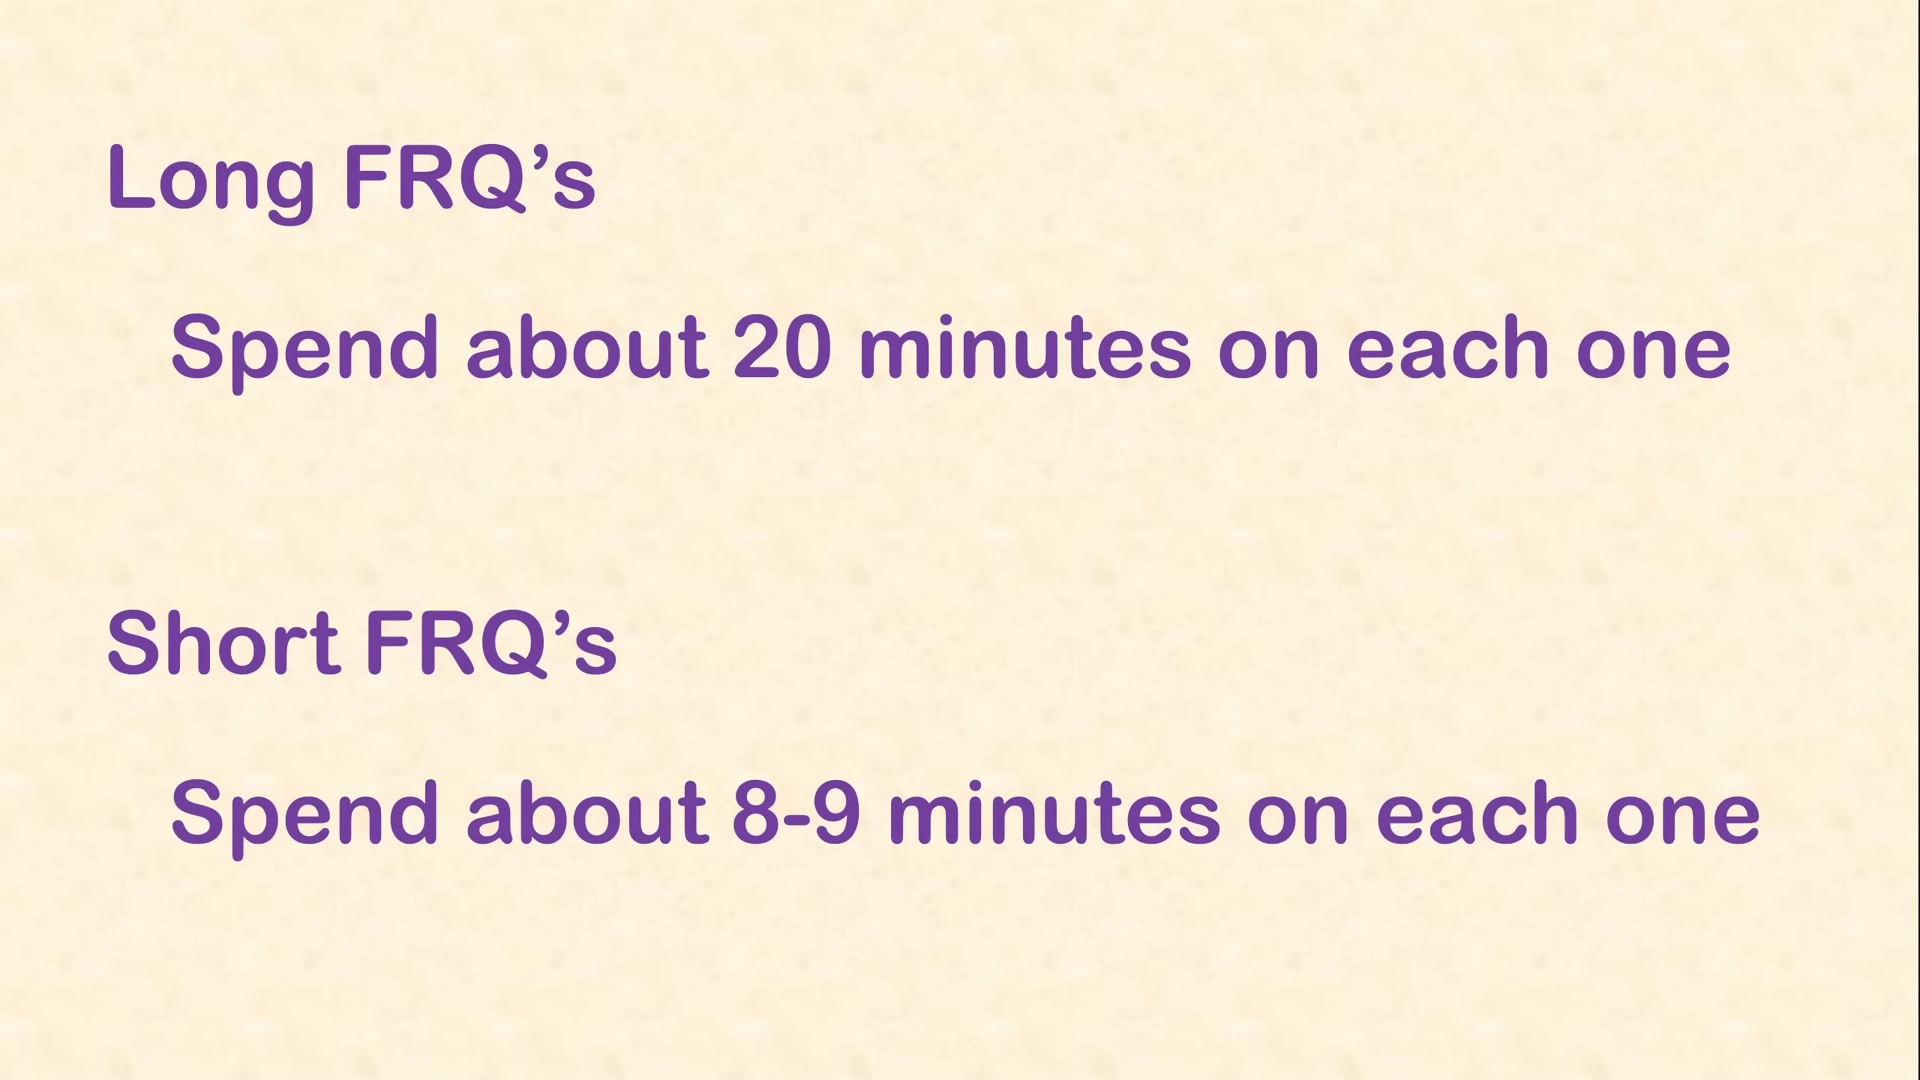 Long FRQ’s
Spend about 20 minutes on each one
Short FRQ’s
Spend about 8-9 minutes on each one